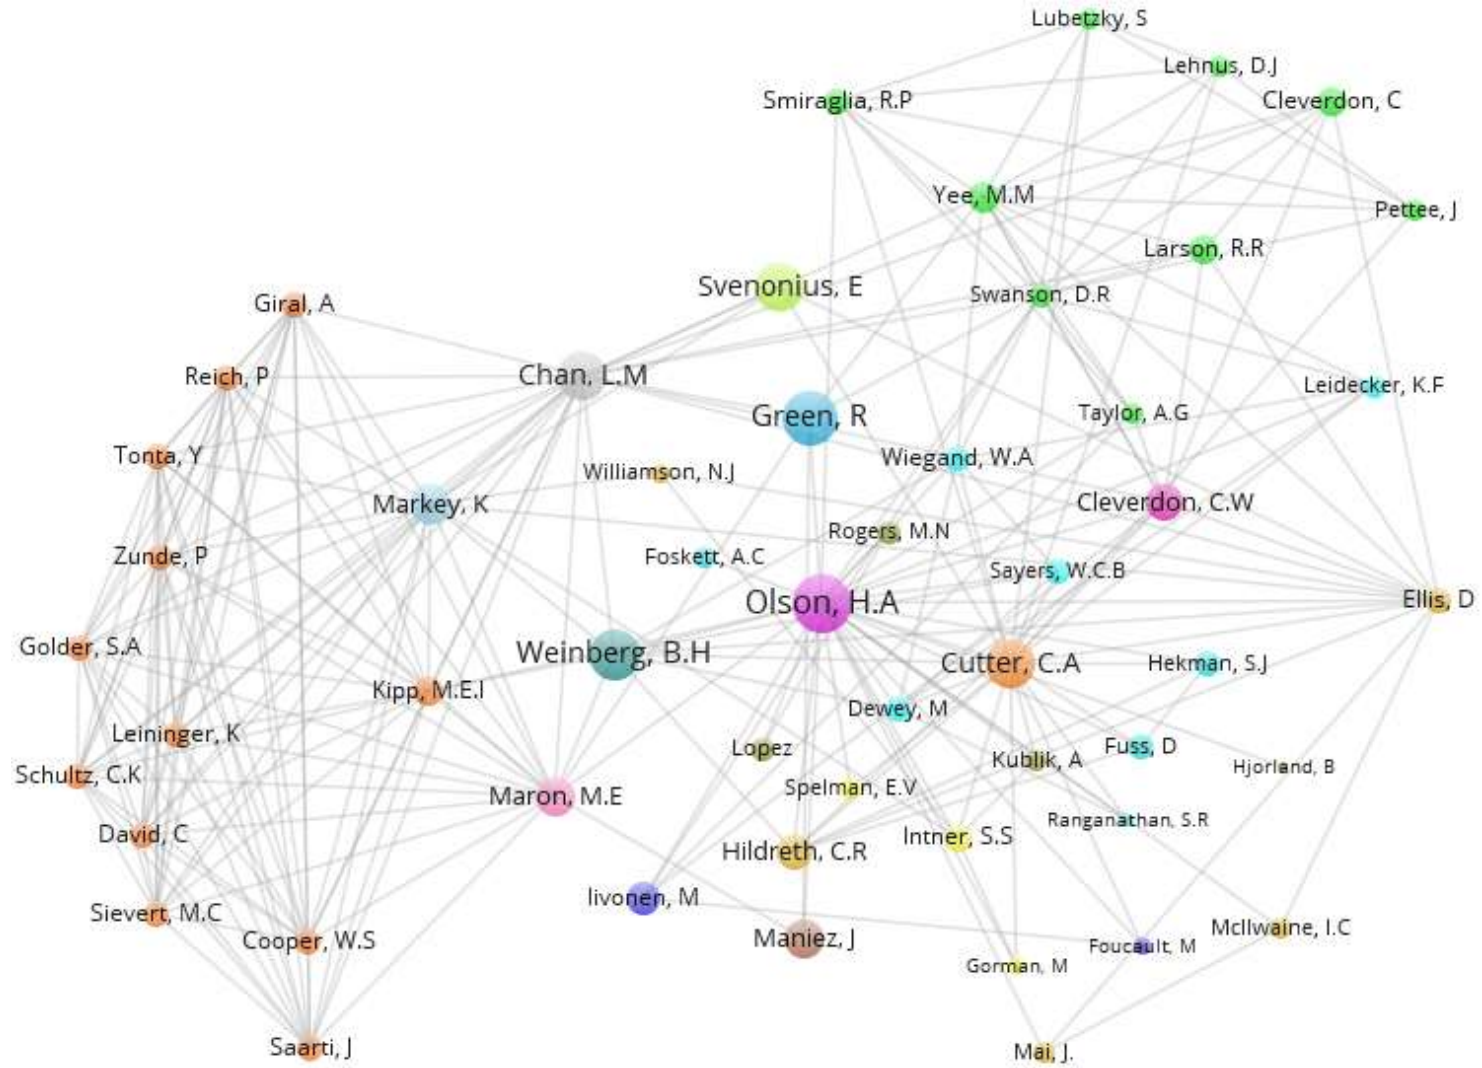 Lubetzky, S
Lehnus, D.J
Smiraglia, R.P
Cleverdon, C
Yee, M.M
Pettee, J
Larson, R.R
Svenonius, E
Swanson, D.R
Giral, A
Reich, P
Chan, L.M
Leidecker, K.F
Green, R
Taylor, A.G
Tonta, Y
Wiegand, W.A
Williamson, N.J
Markey, K
Cleverdon, C.W
Rogers, M.N
Zunde, P
Foskett, A.C
Sayers, W.C.B
Olson, H.A
Ellis, D
Golder, S.A
Weinberg, B.H
Cutter, C.A
Hekman, S.J
Kipp, M.E.I
Dewey, M
Leininger, K
Lopez
Fuss, D
Kublik, A
Hjorland, B
Schultz, C.K
Spelman, E.V
Maron, M.E
Ranganathan, S.R
David, C
Intner, S.S
Hildreth, C.R
Iivonen, M
Sievert, M.C
McIlwaine, I.C
Cooper, W.S
Maniez, J
Foucault, M
Gorman, M
Saarti, J
Mai, J.